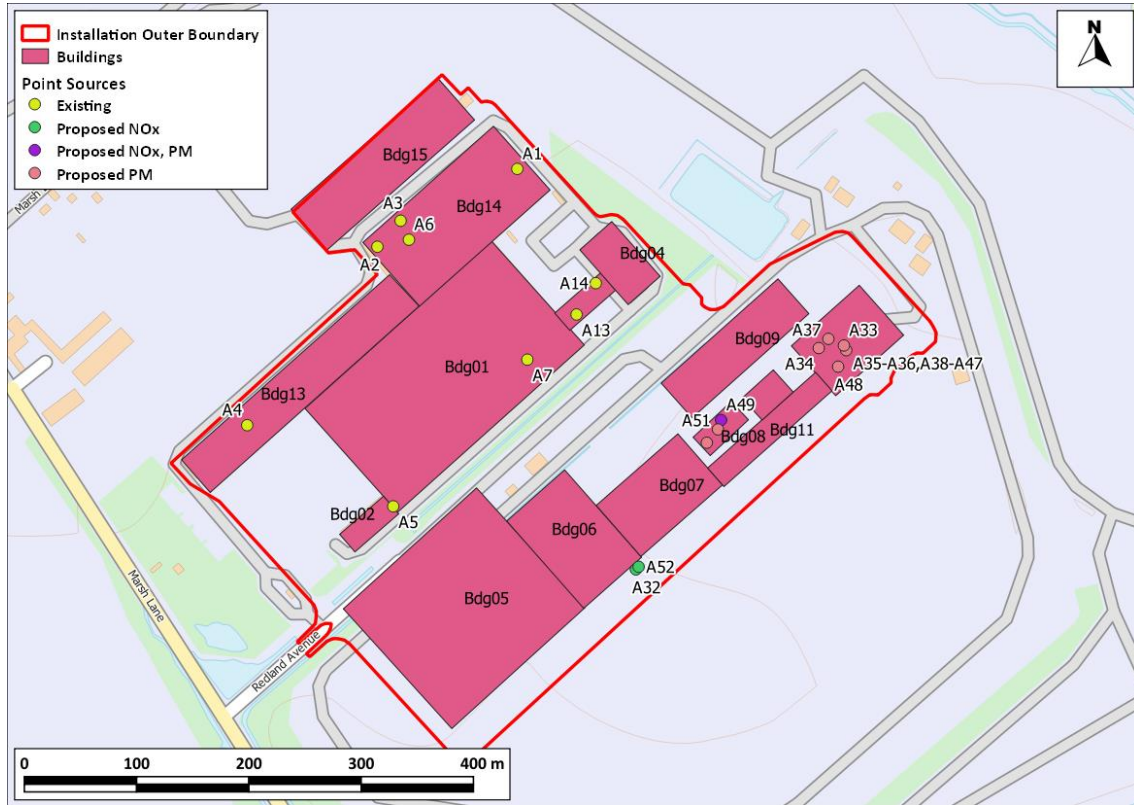 Installation Outer Boundary
Buildings
Point Sources
Existing
Proposed NOx
Proposed NOx, PM
Proposed PM
N
Bdg15
A1
Marsh
A3
Bdg14
A6
A2
Bdg04
A14
A13
A37
A33
Bdg09
A34
A35-A36,A38-A47
Bdg01
A7
Bdg13
A48
A4
A49
A51
Bdg08
Bdg11
Bdg07
A5
Bdg02
Bdg06
A52
A32
Bdg05
Marsh Lane
Redland Avenue
0 100 200 300 400 m